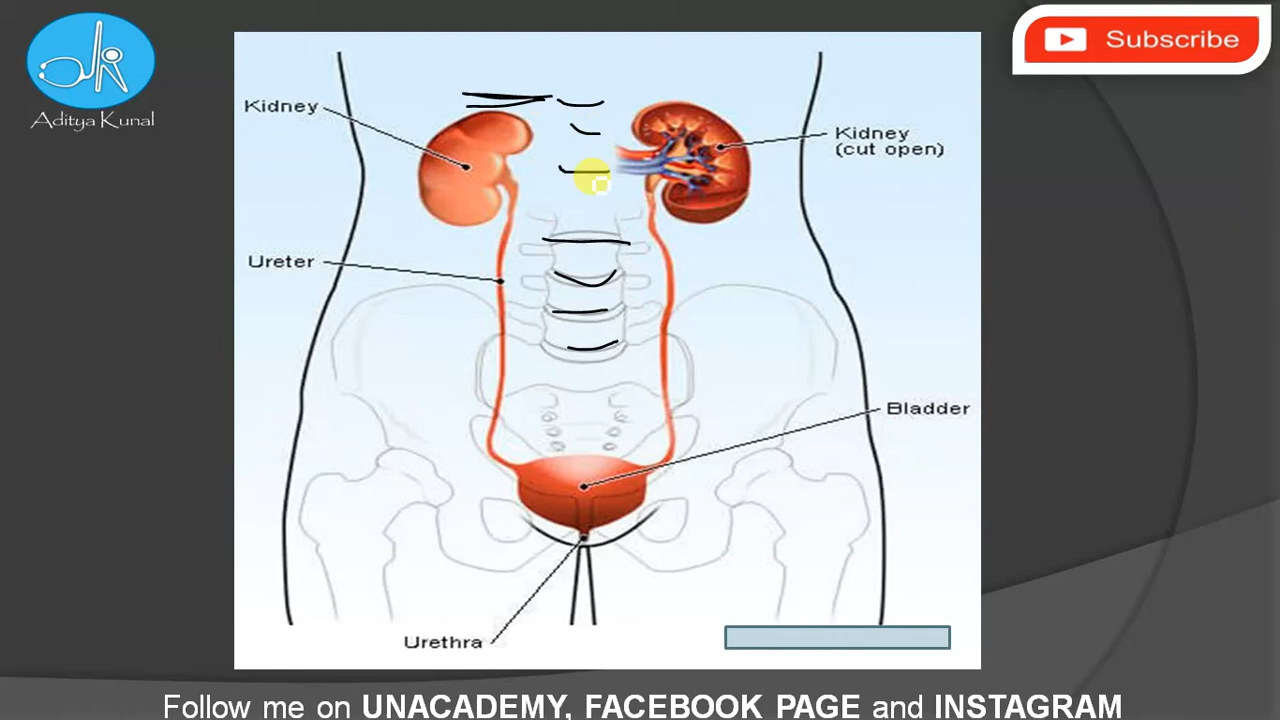 Aditya Kunal
Subscribe
Kidney
Kidney
(cut open)
Ureter
Bladder
Urethra
Follow me on UNACADEMY, FACEBOOK PAGE and INSTAGRAM